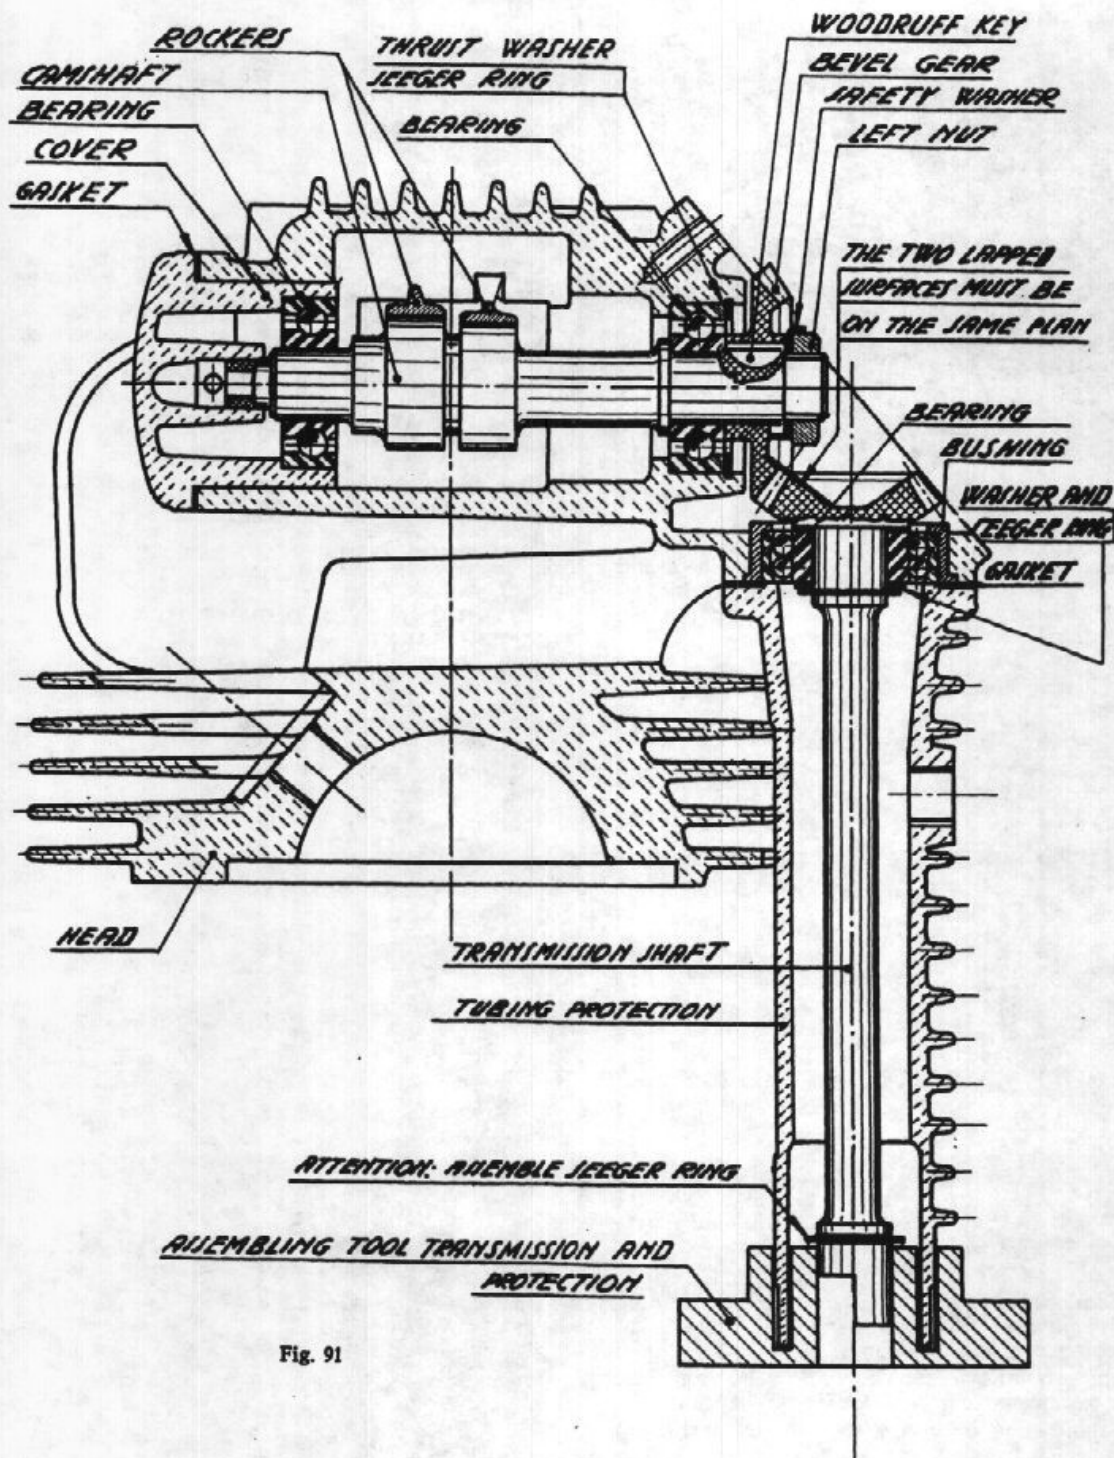 ROCKERS
CAMSHAFT
BEARING
COVER
GASKET
THRUST WASHER
JEEGER RING
BEARING
WOODRUFF KEY
BEVEL GEAR
SAFETY WASHER
LEFT NUT
THE TWO LAPPED
SURFACES MUST BE
ON THE SAME PLAN
BEARING
BUSHING
WASHER AND
SEEGER RING
GASKET
HEAD
TRANSMISSION SHAFT
TUBING PROTECTION
ATTENTION: ASSEMBLE SEEGER RING
ASSEMBLING TOOL TRANSMISSION AND
PROTECTION
Fig. 91